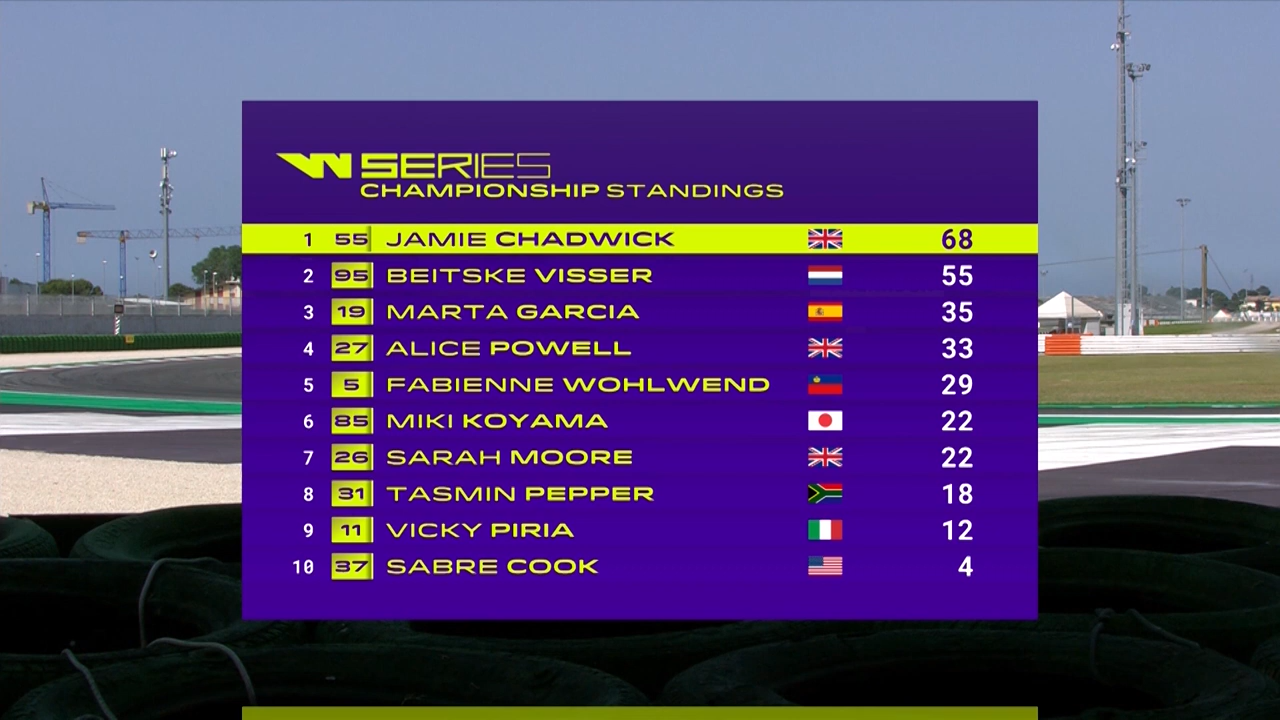 W SERIES
CHAMPIONSHIP STANDINGS
1 55 JAMIE CHADWICK 68
2 95 BEITSKE VISSER 55
3 19 MARTA GARCIA 35
4 27 ALICE POWELL 33
5 5 FABIENNE WOHLWEND 29
6 85 MIKI KOYAMA 22
7 26 SARAH MOORE 22
8 31 TASMIN PEPPER 18
9 11 VICKY PIRIA 12
10 37 SABRE COOK 4